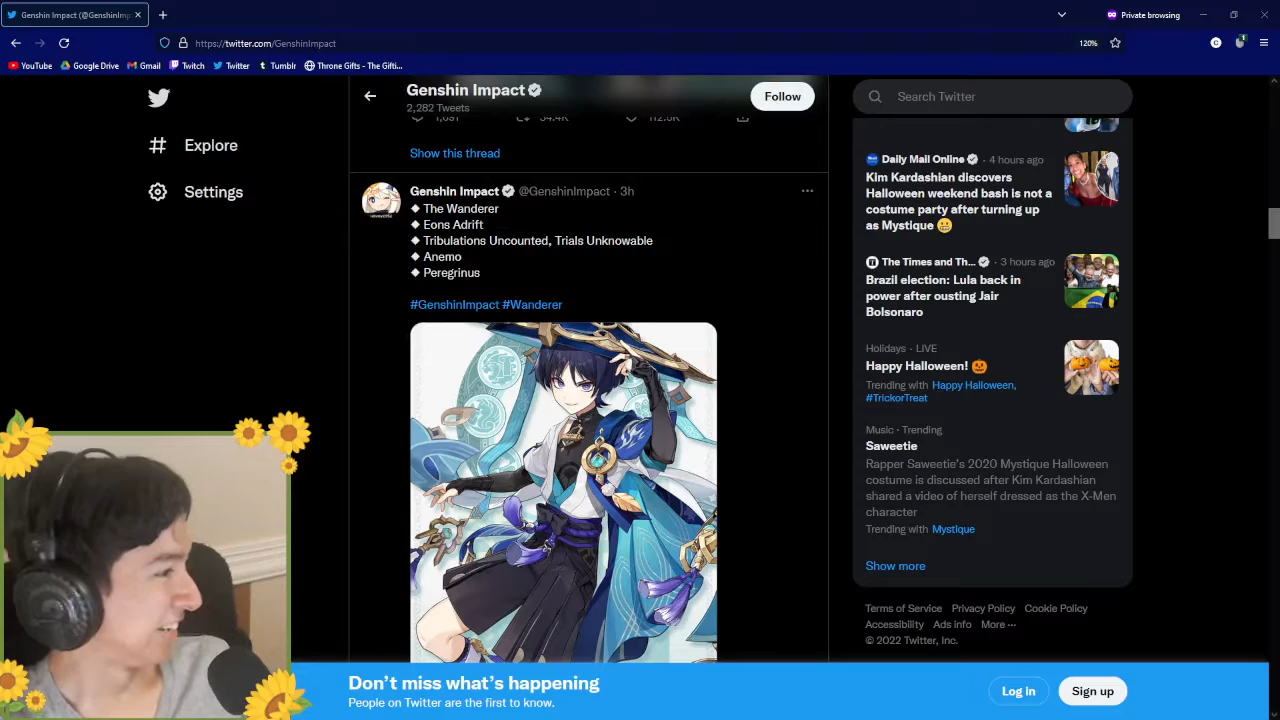 Genshin Impact (@GenshinImp
Private browsing
https://twitter.com/GenshinImpact
120%
YouTube
Google Drive
Gmail
Twitch
Twitter
Tumblr
Throne Gifts - The Gifti...
Explore
Settings
Genshin Impact
2,282 Tweets
Follow
Show this thread
Genshin Impact @GenshinImpact · 3h
◆ The Wanderer
◆ Eons Adrift
◆ Tribulations Uncounted, Trials Unknowable
◆ Anemo
◆ Peregrinus
#GenshinImpact #Wanderer
Search Twitter
Daily Mail Online · 4 hours ago
Kim Kardashian discovers
Halloween weekend bash is not a
costume party after turning up
as Mystique 😬
The Times and Th... · 3 hours ago
Brazil election: Lula back in
power after ousting Jair
Bolsonaro
Holidays · LIVE
Happy Halloween! 🎃
Trending with Happy Halloween,
#TrickorTreat
Music · Trending
Saweetie
Rapper Saweetie's 2020 Mystique Halloween
costume is discussed after Kim Kardashian
shared a video of herself dressed as the X-Men
character
Trending with Mystique
Show more
Terms of Service Privacy Policy Cookie Policy
Accessibility Ads info More ···
© 2022 Twitter, Inc.
Don't miss what's happening
People on Twitter are the first to know.
Log in
Sign up